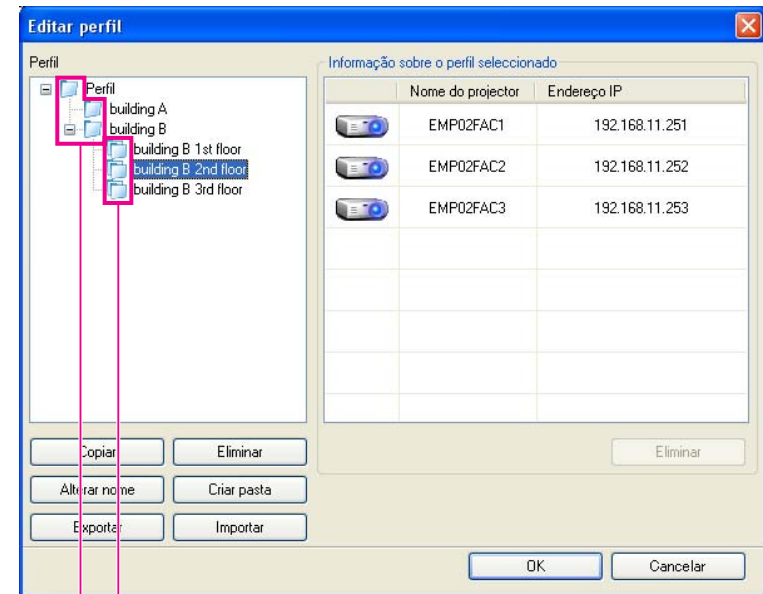 Editar perfil
Perfil
Perfil
building A
building B
building B 1st floor
building B 2nd floor
building B 3rd floor
Informação sobre o perfil seleccionado
Nome do projector Endereço IP
EMP02FAC1 192.168.11.251
EMP02FAC2 192.168.11.252
EMP02FAC3 192.168.11.253
Copiar Eliminar
Alterar nome Criar pasta
Exportar Importar
Eliminar
OK Cancelar